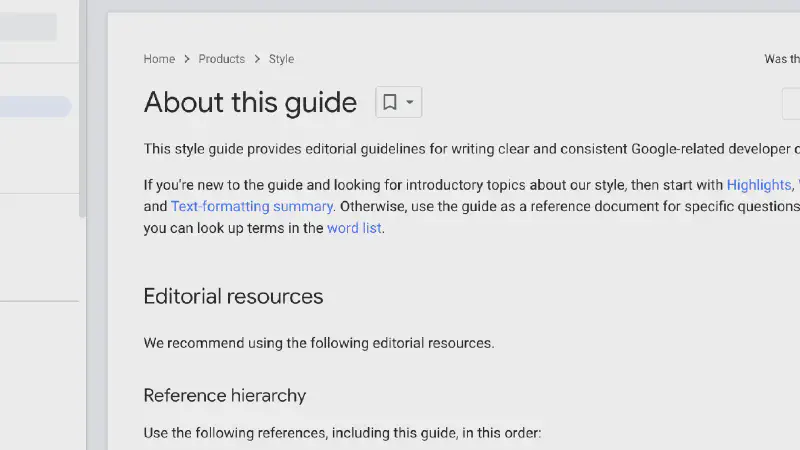 Home > Products > Style
Was th
About this guide
This style guide provides editorial guidelines for writing clear and consistent Google-related developer
If you're new to the guide and looking for introductory topics about our style, then start with Highlights,
and Text-formatting summary. Otherwise, use the guide as a reference document for specific questions
you can look up terms in the word list.
Editorial resources
We recommend using the following editorial resources.
Reference hierarchy
Use the following references, including this guide, in this order: